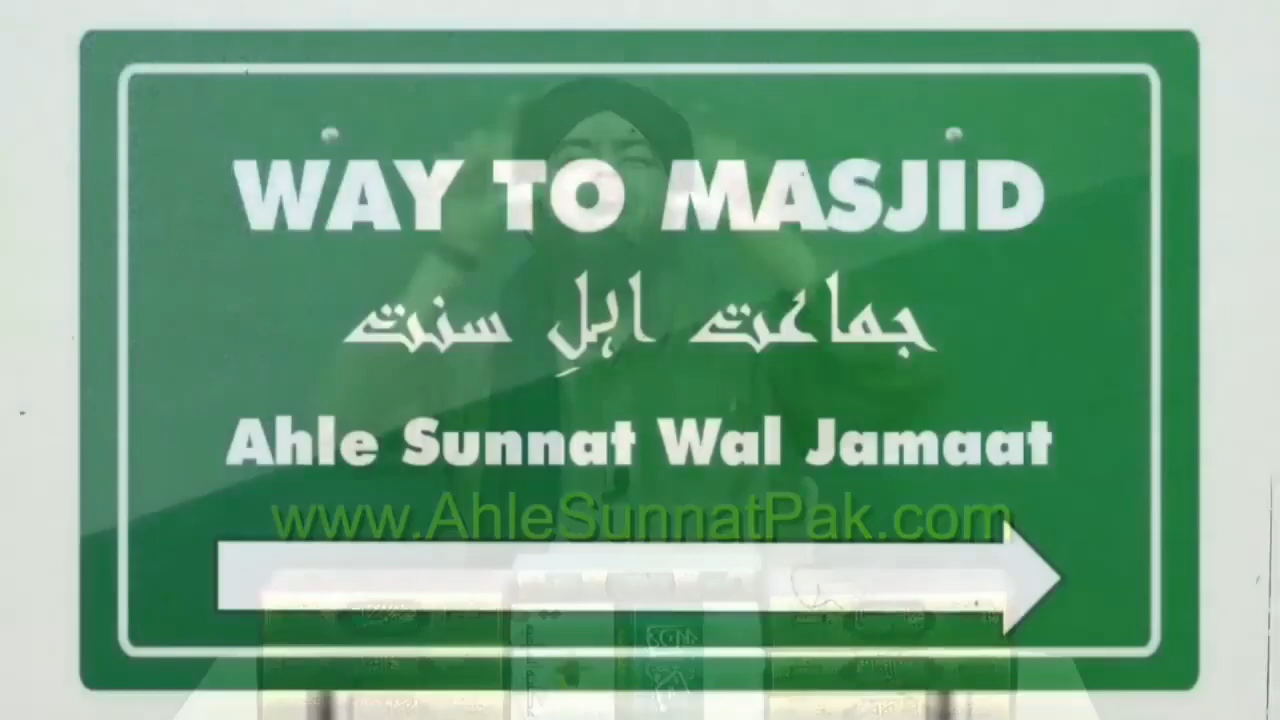 WAY TO MASJID
جماعت اہلِ سنت
Ahle Sunnat Wal Jamaat
www.AhleSunnatPak.com